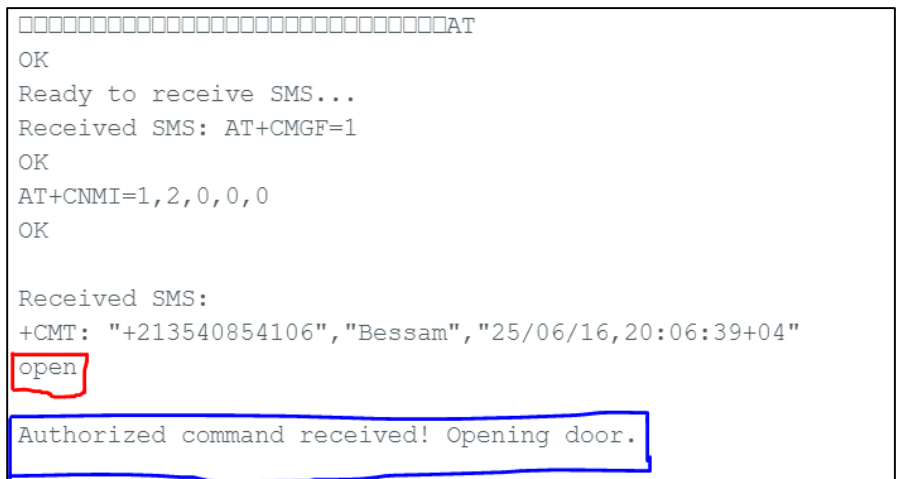 □□□□□□□□□□□□□□□□□□□□□□□□□□□□□AT
OK
Ready to receive SMS...
Received SMS: AT+CMGF=1
OK
AT+CNMI=1,2,0,0,0
OK
Received SMS:
+CMT: "+213540854106","Bessam","25/06/16,20:06:39+04"
open
Authorized command received! Opening door.